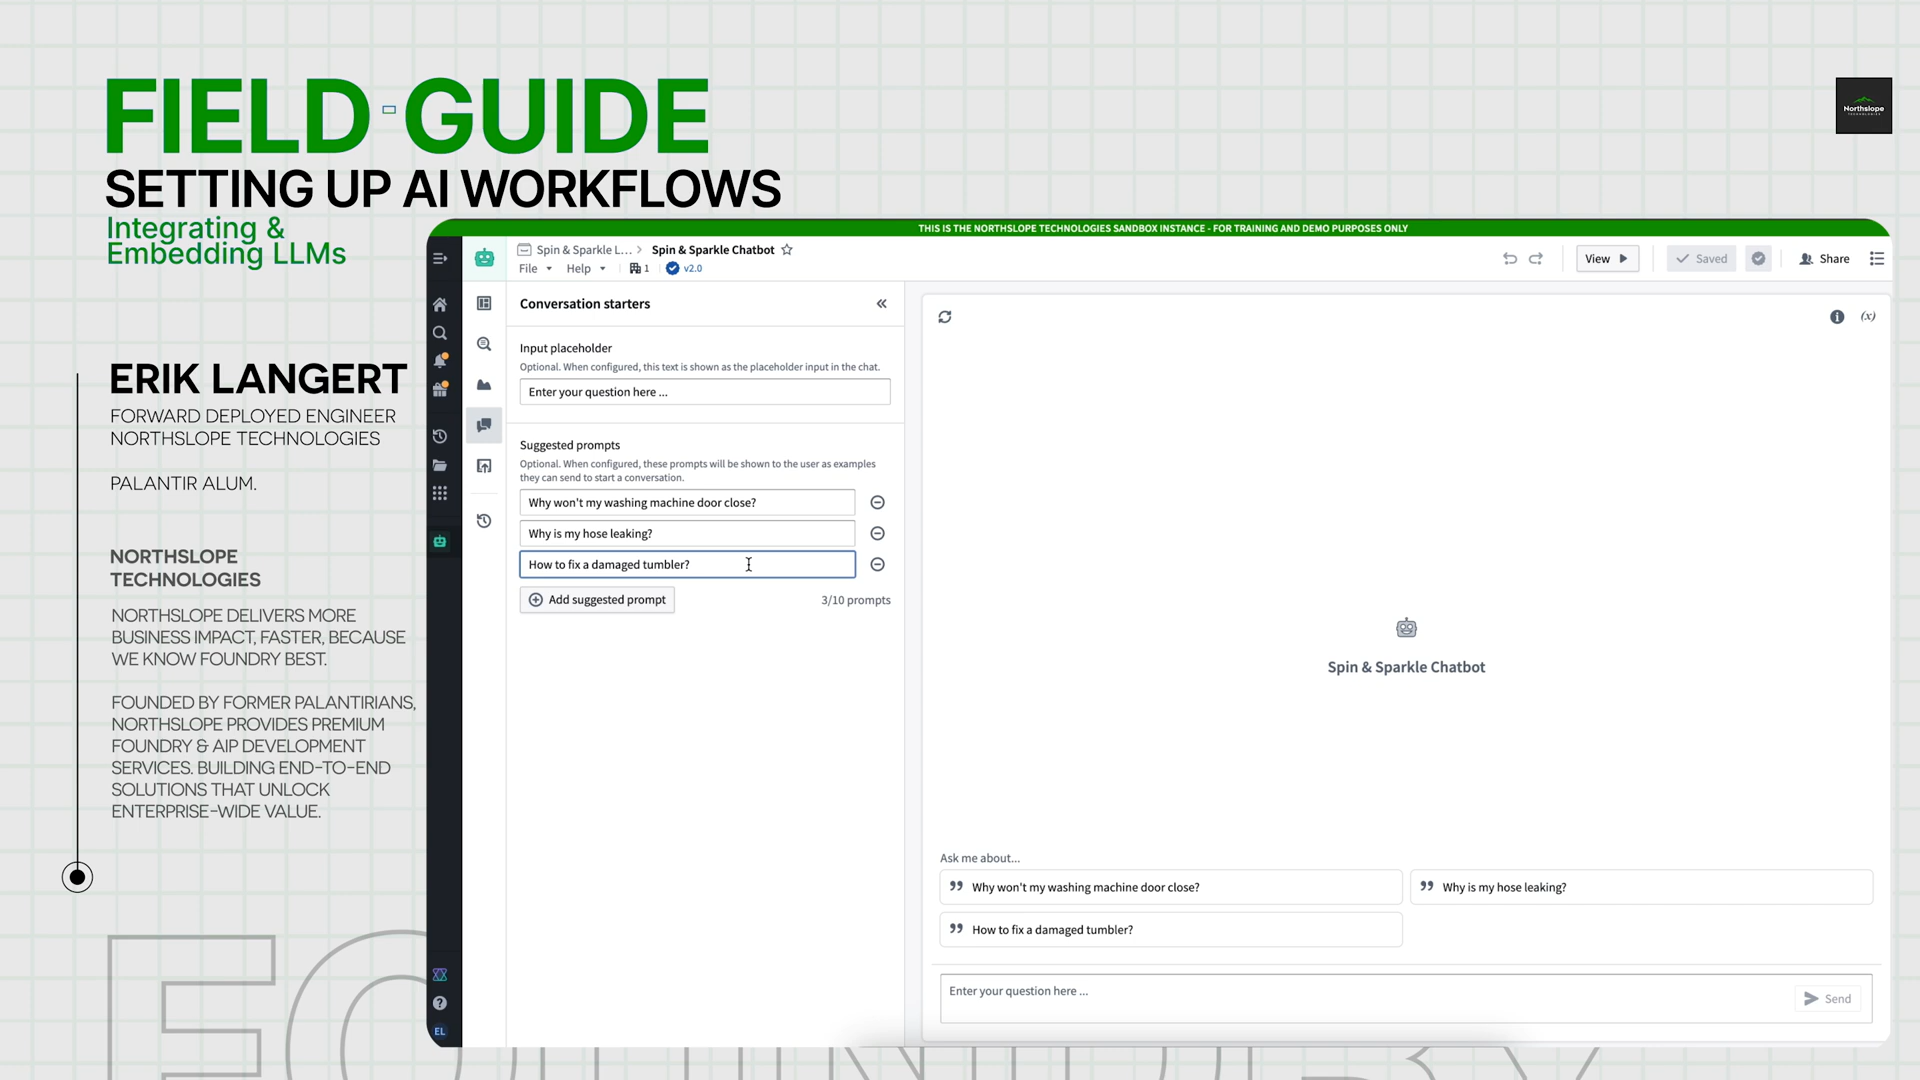 FIELD-GUIDE
SETTING UP AI WORKFLOWS
Integrating &
Embedding LLMs
Northslope
TECHNOLOGIES
ERIK LANGERT
FORWARD DEPLOYED ENGINEER
NORTHSLOPE TECHNOLOGIES
PALANTIR ALUM.
NORTHSLOPE
TECHNOLOGIES
NORTHSLOPE DELIVERS MORE
BUSINESS IMPACT, FASTER, BECAUSE
WE KNOW FOUNDRY BEST.
FOUNDED BY FORMER PALANTIRIANS,
NORTHSLOPE PROVIDES PREMIUM
FOUNDRY & AIP DEVELOPMENT
SERVICES. BUILDING END-TO-END
SOLUTIONS THAT UNLOCK
ENTERPRISE-WIDE VALUE.
THIS IS THE NORTHSLOPE TECHNOLOGIES SANDBOX INSTANCE - FOR TRAINING AND DEMO PURPOSES ONLY
Spin & Sparkle L... > Spin & Sparkle Chatbot
File Help 1 v2.0
View
Saved
Share
Conversation starters
Input placeholder
Optional. When configured, this text is shown as the placeholder input in the chat.
Enter your question here ...
Suggested prompts
Optional. When configured, these prompts will be shown to the user as examples
they can send to start a conversation.
Why won't my washing machine door close?
Why is my hose leaking?
How to fix a damaged tumbler?
Add suggested prompt
3/10 prompts
(x)
Spin & Sparkle Chatbot
Ask me about...
Why won't my washing machine door close?
Why is my hose leaking?
How to fix a damaged tumbler?
Enter your question here ...
Send
EL
FOUNDRY